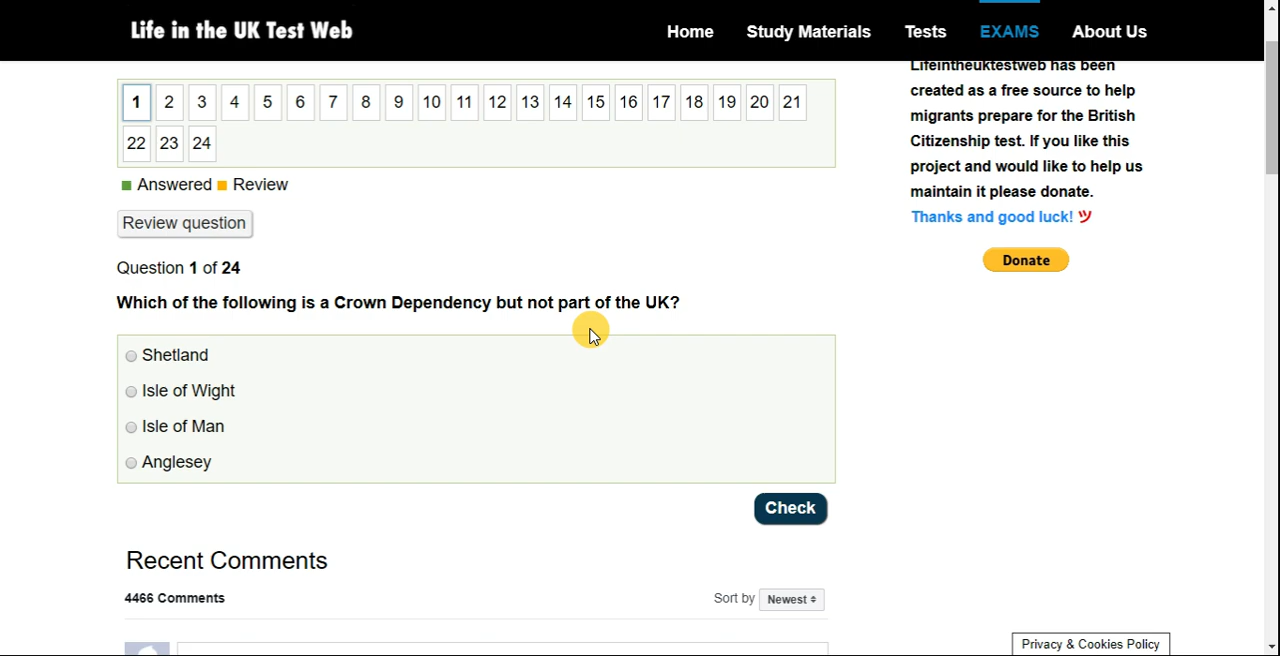 Life in the UK Test Web
Home Study Materials Tests EXAMS About Us
1 2 3 4 5 6 7 8 9 10 11 12 13 14 15 16 17 18 19 20 21
22 23 24
Answered Review
Review question
Question 1 of 24
Which of the following is a Crown Dependency but not part of the UK?
Shetland
Isle of Wight
Isle of Man
Anglesey
Check
Recent Comments
4466 Comments
Sort by Newest
Lifeintheuktestweb has been
created as a free source to help
migrants prepare for the British
Citizenship test. If you like this
project and would like to help us
maintain it please donate.
Thanks and good luck! ツ
Donate
Privacy & Cookies Policy